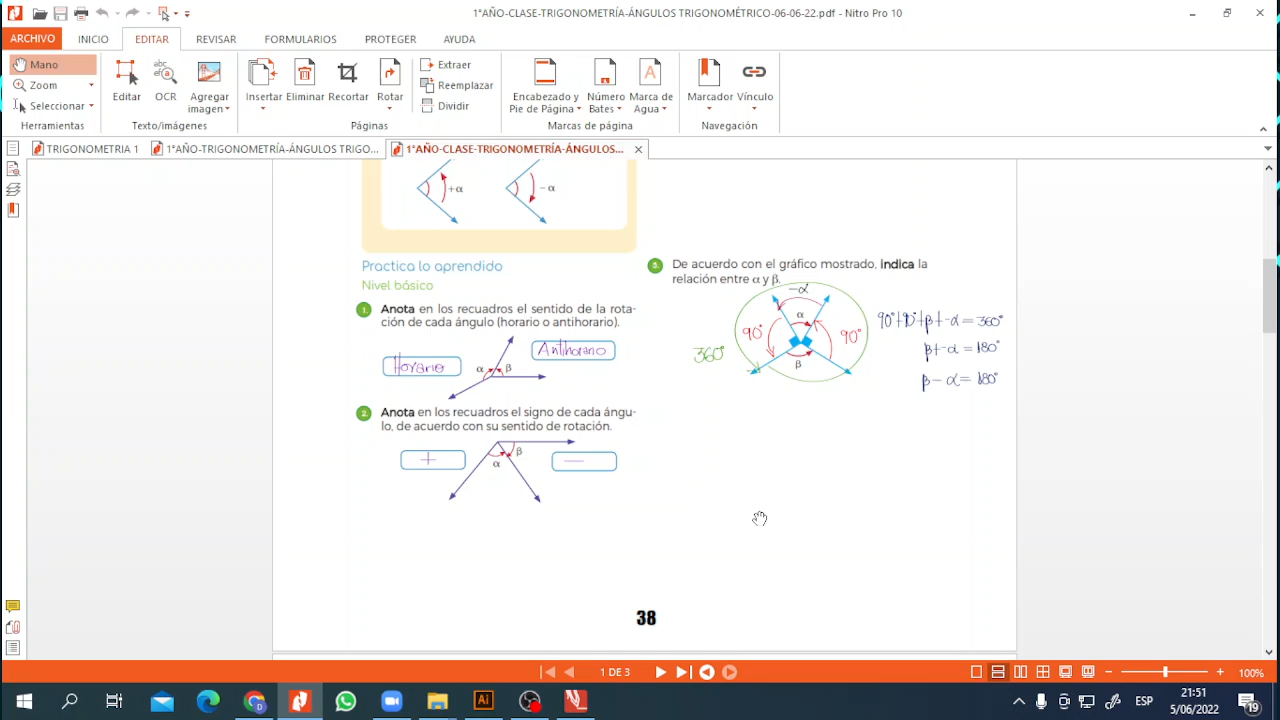 1°AÑO-CLASE-TRIGONOMETRÍA-ÁNGULOS TRIGONOMÉTRICO-06-06-22.pdf - Nitro Pro 10
ARCHIVO INICIO EDITAR REVISAR FORMULARIOS PROTEGER AYUDA
Mano
Zoom
Seleccionar
Herramientas
Editar OCR Agregar imagen
Texto/imágenes
Insertar Eliminar Recortar Rotar
Extraer
Reemplazar
Dividir
Páginas
Encabezado y Pie de Página Número Bates Marca de Agua
Marcas de página
Marcador Vínculo
Navegación
TRIGONOMETRIA 1
1°AÑO-TRIGONOMETRÍA-ÁNGULOS TRIGO...
1°AÑO-CLASE-TRIGONOMETRÍA-ÁNGULOS...
+α
-α
Practica lo aprendido
Nivel básico
1. Anota en los recuadros el sentido de la rota-
ción de cada ángulo (horario o antihorario).
Horario
α β
Antihorario
2. Anota en los recuadros el signo de cada ángu-
lo, de acuerdo con su sentido de rotación.
+
α
β
—
3. De acuerdo con el gráfico mostrado, indica la
relación entre α y β.
-α
α
90°
90°
β
360°
90°+90°+β+-α=360°
β+-α=180°
β-α=180°
38
1 DE 3
100%
ESP
21:51
5/06/2022
19